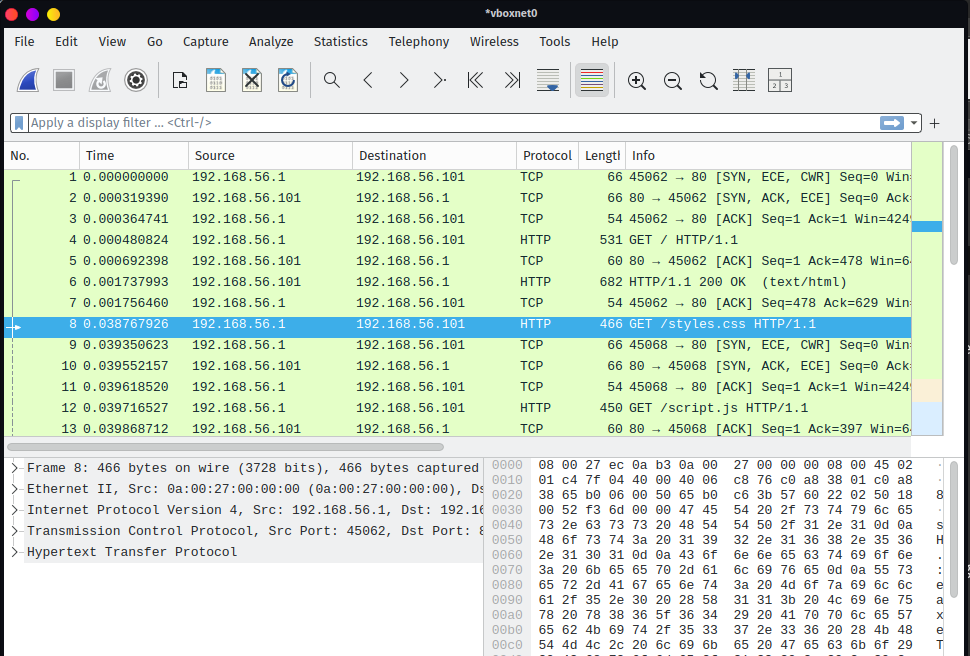 *vboxnet0
File Edit View Go Capture Analyze Statistics Telephony Wireless Tools Help
Apply a display filter ... <Ctrl-/>
No. Time Source Destination Protocol Length Info
1 0.000000000 192.168.56.1 192.168.56.101 TCP 66 45062 → 80 [SYN, ECE, CWR] Seq=0 Win=
2 0.000319390 192.168.56.101 192.168.56.1 TCP 66 80 → 45062 [SYN, ACK, ECE] Seq=0 Ack=
3 0.000364741 192.168.56.1 192.168.56.101 TCP 54 45062 → 80 [ACK] Seq=1 Ack=1 Win=4249
4 0.000480824 192.168.56.1 192.168.56.101 HTTP 531 GET / HTTP/1.1
5 0.000692398 192.168.56.101 192.168.56.1 TCP 60 80 → 45062 [ACK] Seq=1 Ack=478 Win=6
6 0.001737993 192.168.56.101 192.168.56.1 HTTP 682 HTTP/1.1 200 OK (text/html)
7 0.001756460 192.168.56.1 192.168.56.101 TCP 54 45062 → 80 [ACK] Seq=478 Ack=629 Win=
8 0.038767926 192.168.56.1 192.168.56.101 HTTP 466 GET /styles.css HTTP/1.1
9 0.039350623 192.168.56.1 192.168.56.101 TCP 66 45068 → 80 [SYN, ECE, CWR] Seq=0 Win=
10 0.039552157 192.168.56.101 192.168.56.1 TCP 66 80 → 45068 [SYN, ACK, ECE] Seq=0 Ack=
11 0.039618520 192.168.56.1 192.168.56.101 TCP 54 45068 → 80 [ACK] Seq=1 Ack=1 Win=4249
12 0.039716527 192.168.56.1 192.168.56.101 HTTP 450 GET /script.js HTTP/1.1
13 0.039868712 192.168.56.101 192.168.56.1 TCP 60 80 → 45068 [ACK] Seq=1 Ack=397 Win=6
Frame 8: 466 bytes on wire (3728 bits), 466 bytes captured
Ethernet II, Src: 0a:00:27:00:00:00 (0a:00:27:00:00:00), Ds
Internet Protocol Version 4, Src: 192.168.56.1, Dst: 192.16
Transmission Control Protocol, Src Port: 45062, Dst Port: 8
Hypertext Transfer Protocol
0000 08 00 27 ec 0a b3 0a 00 27 00 00 00 08 00 45 02 ·
0010 01 c4 7f 04 40 00 40 06 c8 76 c0 a8 38 01 c0 a8 ·
0020 38 65 b0 06 00 50 65 b0 c6 3b 57 60 22 02 50 18 8
0030 00 52 f3 6d 00 00 47 45 54 20 2f 73 74 79 6c 65 ·
0040 73 2e 63 73 73 20 48 54 54 50 2f 31 2e 31 0d 0a s
0050 48 6f 73 74 3a 20 31 39 32 2e 31 36 38 2e 35 36 H
0060 2e 31 30 31 0d 0a 43 6f 6e 6e 65 63 74 69 6f 6e .
0070 3a 20 6b 65 65 70 2d 61 6c 69 76 65 0d 0a 55 73 :
0080 65 72 2d 41 67 65 6e 74 3a 20 4d 6f 7a 69 6c 6c e
0090 61 2f 35 2e 30 20 28 58 31 31 3b 20 4c 69 6e 75 a
00a0 78 20 78 38 36 5f 36 34 29 20 41 70 70 6c 65 57 x
00b0 65 62 4b 69 74 2f 35 33 37 2e 33 36 20 28 4b 48 e
00c0 54 4d 4c 2c 20 6c 69 6b 65 20 47 65 63 6b 6f 29 T